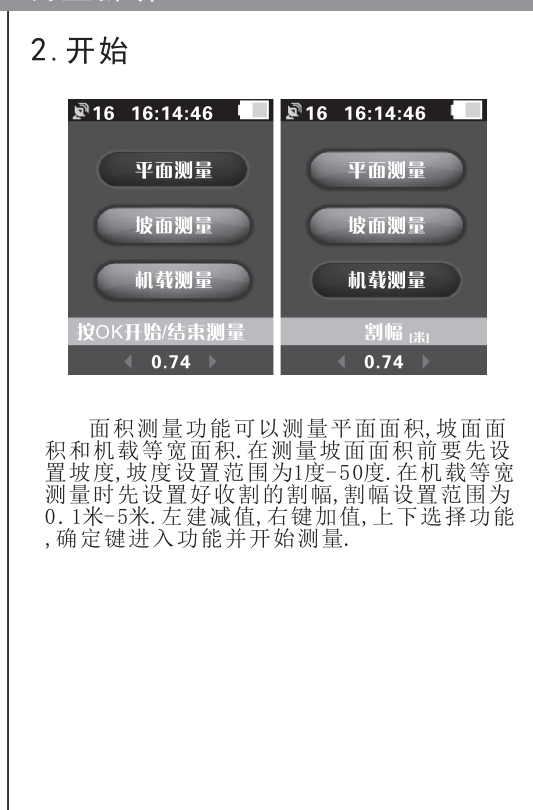 2.开始
16 16:14:46
平面测量
坡面测量
机载测量
按OK开始/结束测量
0.74
16 16:14:46
平面测量
坡面测量
机载测量
割幅 [米]
0.74
面积测量功能可以测量平面面积,坡面面
积和机载等宽面积.在测量坡面面积前要先设
置坡度,坡度设置范围为1度-50度.在机载等宽
测量时先设置好收割的割幅,割幅设置范围为
0.1米-5米.左建减值,右键加值,上下选择功能
,确定键进入功能并开始测量.